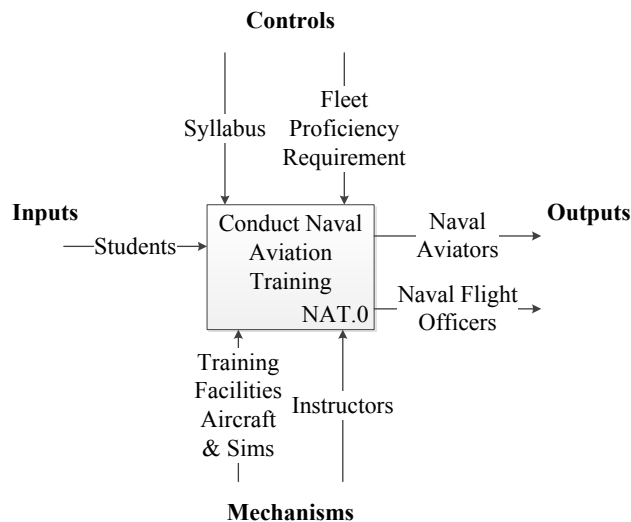 Controls
Syllabus
Fleet
Proficiency
Requirement
Inputs
Students
Conduct Naval
Aviation
Training
NAT.0
Naval
Aviators
Outputs
Naval Flight
Officers
Training
Facilities
Aircraft
& Sims
Instructors
Mechanisms